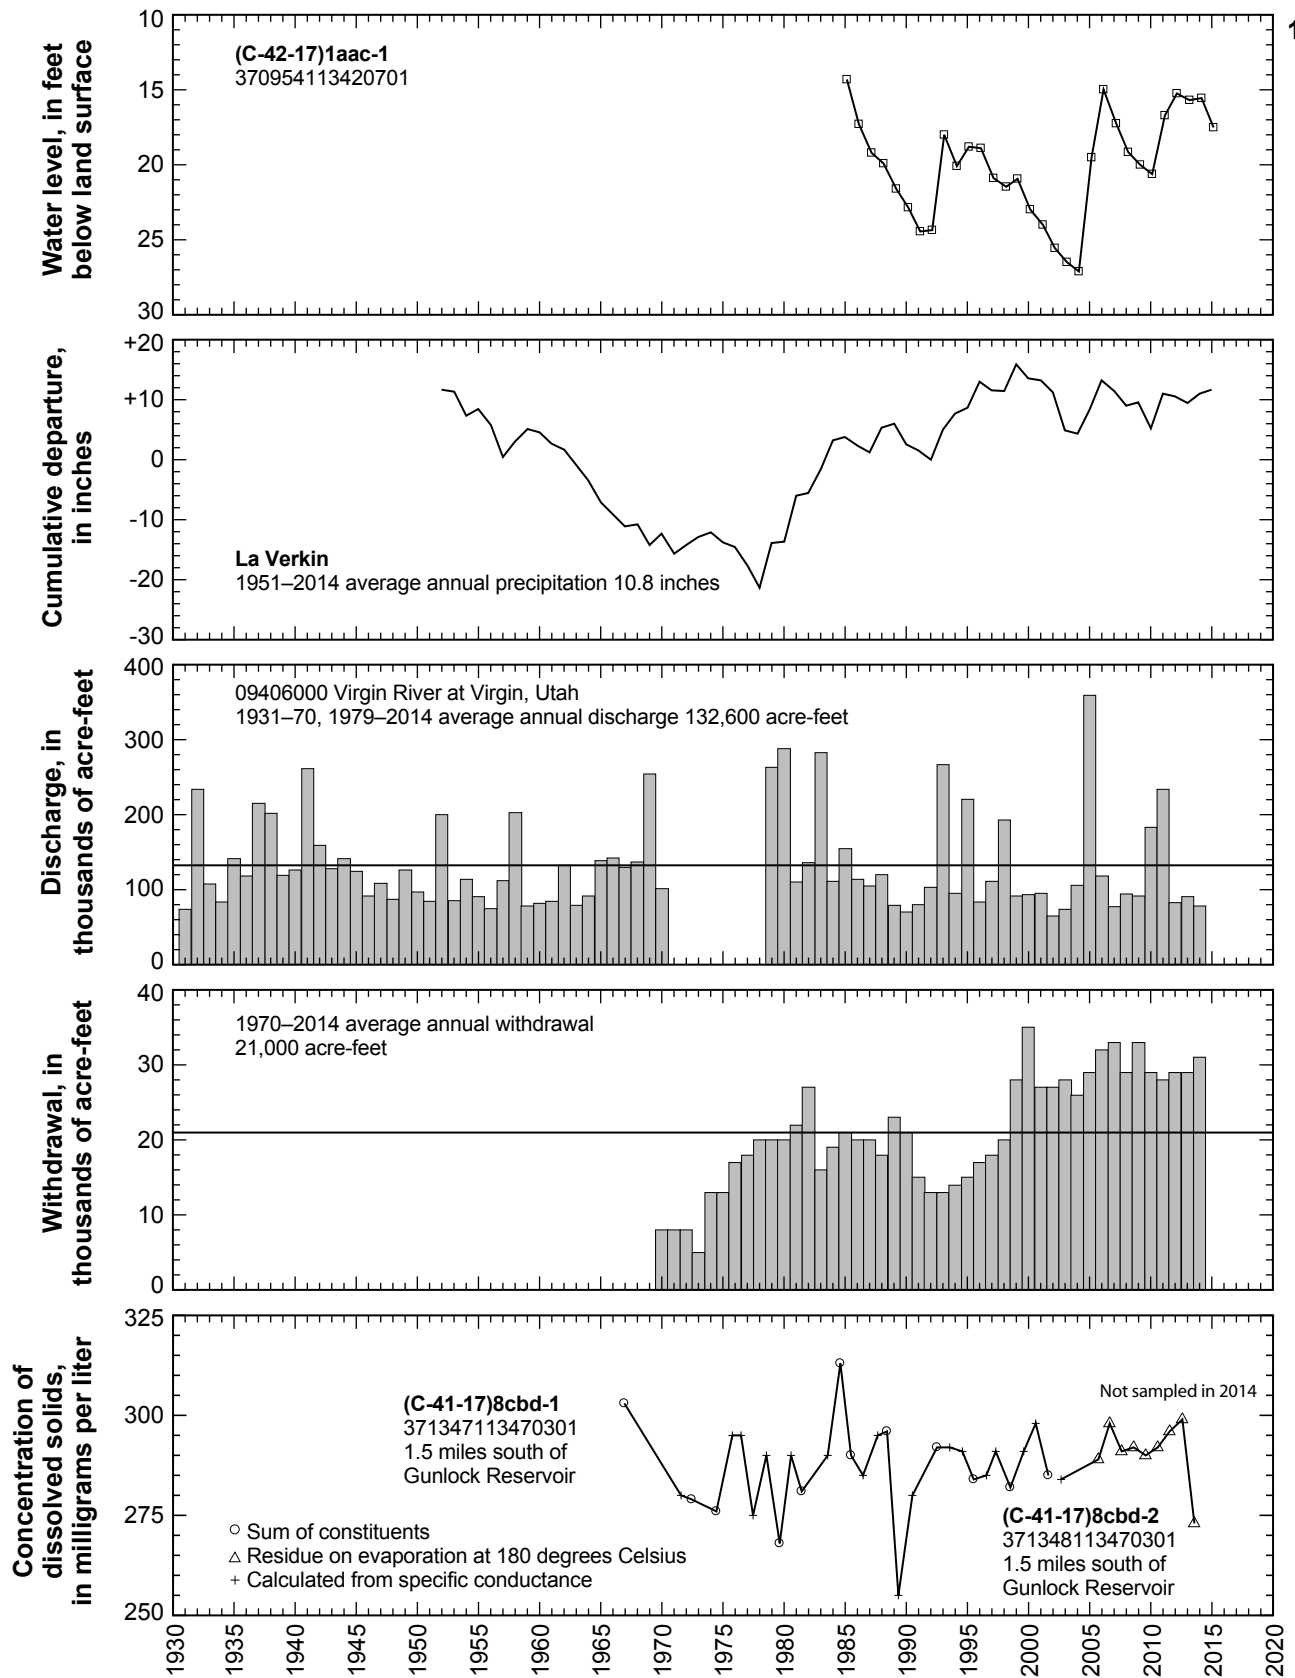 1
Water level, in feet
below land surface
10
15
20
25
30
(C-42-17)1aac-1
370954113420701
Cumulative departure,
in inches
+20
+10
0
-10
-20
-30
La Verkin
1951–2014 average annual precipitation 10.8 inches
Discharge, in
thousands of acre-feet
400
300
200
100
0
09406000 Virgin River at Virgin, Utah
1931–70, 1979–2014 average annual discharge 132,600 acre-feet
Withdrawal, in
thousands of acre-feet
40
30
20
10
0
1970–2014 average annual withdrawal
21,000 acre-feet
Concentration of
dissolved solids,
in milligrams per liter
325
300
275
250
(C-41-17)8cbd-1
371347113470301
1.5 miles south of
Gunlock Reservoir
Not sampled in 2014
Sum of constituents
Residue on evaporation at 180 degrees Celsius
Calculated from specific conductance
(C-41-17)8cbd-2
371348113470301
1.5 miles south of
Gunlock Reservoir
1930
1935
1940
1945
1950
1955
1960
1965
1970
1975
1980
1985
1990
1995
2000
2005
2010
2015
2020